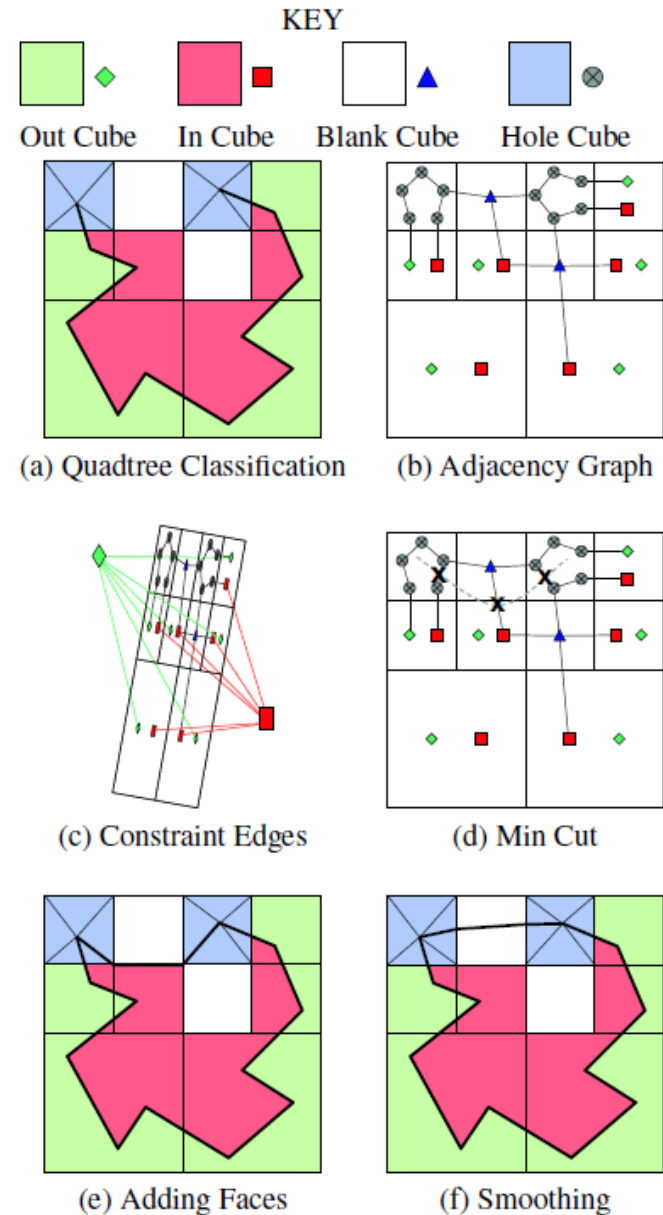 KEY
Out Cube In Cube Blank Cube Hole Cube
(a) Quadtree Classification (b) Adjacency Graph
X X X
(c) Constraint Edges (d) Min Cut
(e) Adding Faces (f) Smoothing